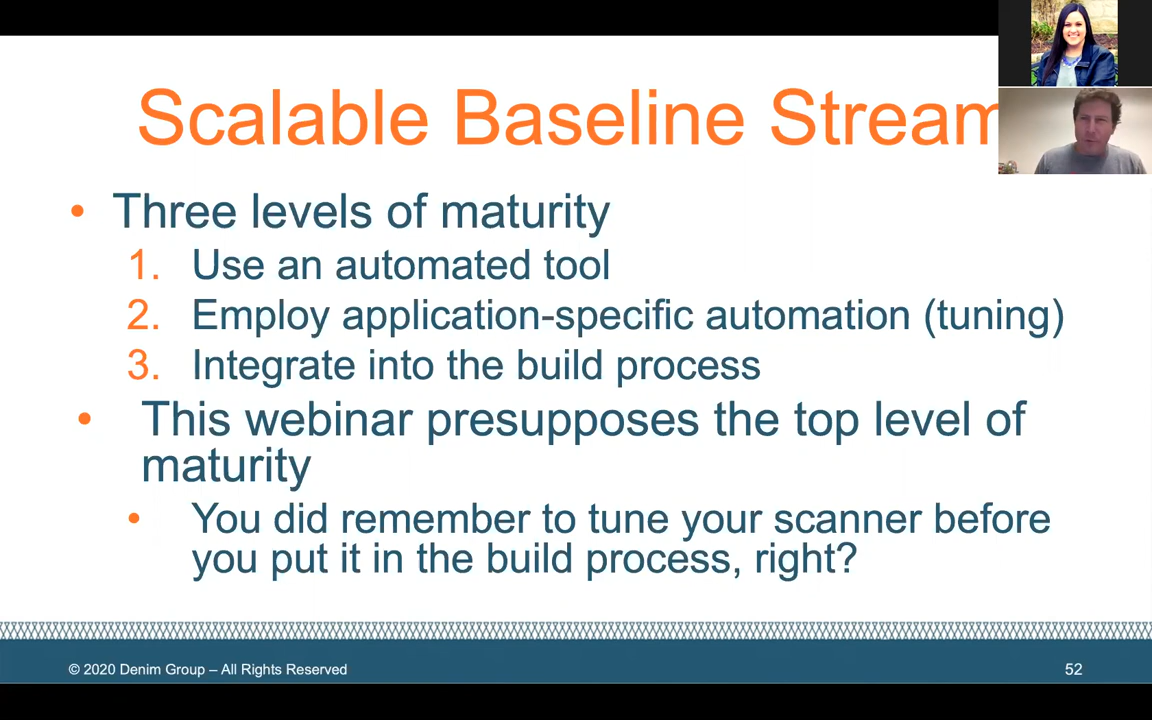 Scalable Baseline Stream
• Three levels of maturity
1. Use an automated tool
2. Employ application-specific automation (tuning)
3. Integrate into the build process
• This webinar presupposes the top level of
maturity
• You did remember to tune your scanner before
you put it in the build process, right?
© 2020 Denim Group – All Rights Reserved
52